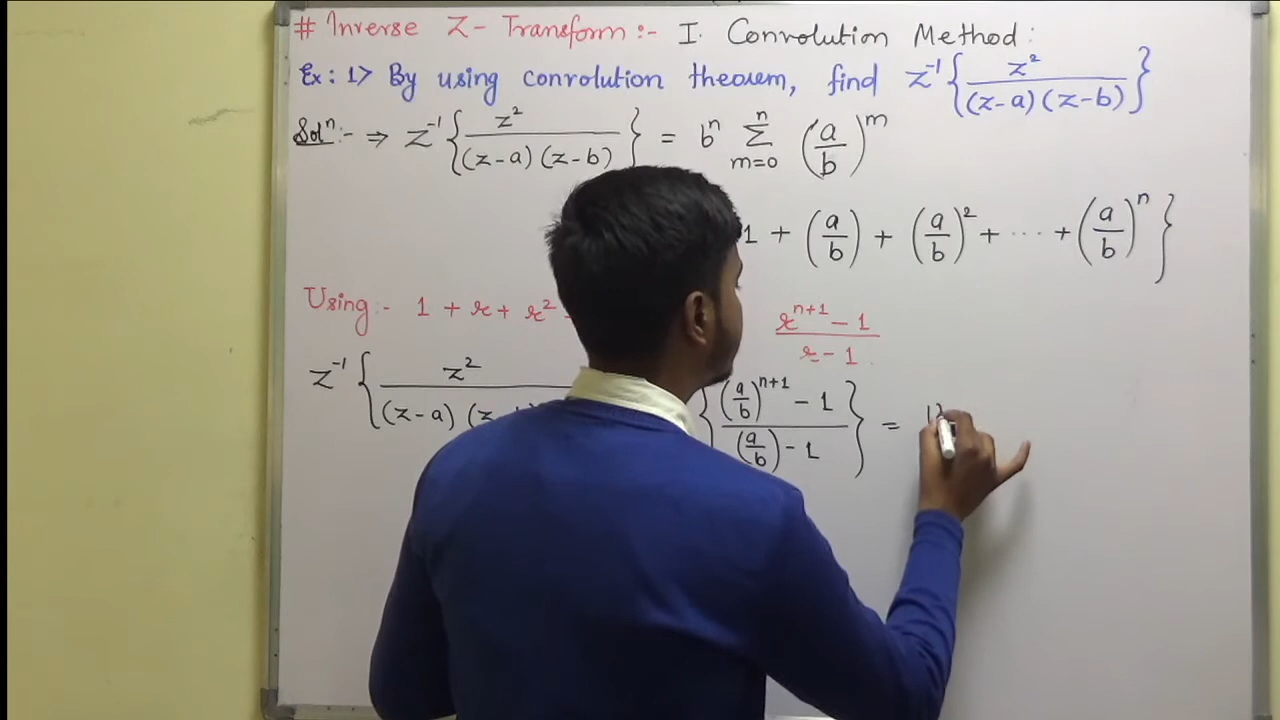 # Inverse Z- Transform :- I. Convolution Method :
Ex : 1> By using convolution theorem, find z⁻¹{z²/((z-a)(z-b))}
Solⁿ:- ⇒ z⁻¹{z²/((z-a)(z-b))} = bⁿ Σ_{m=0}^{n} (a/b)^m
1 + (a/b) + (a/b)² + ... + (a/b)ⁿ}
Using:- 1 + r + r² (r^{n+1} - 1)/(r - 1)
z⁻¹{z²/((z-a)(z- {((a/b)^{n+1} - 1)/((a/b) - 1)} =